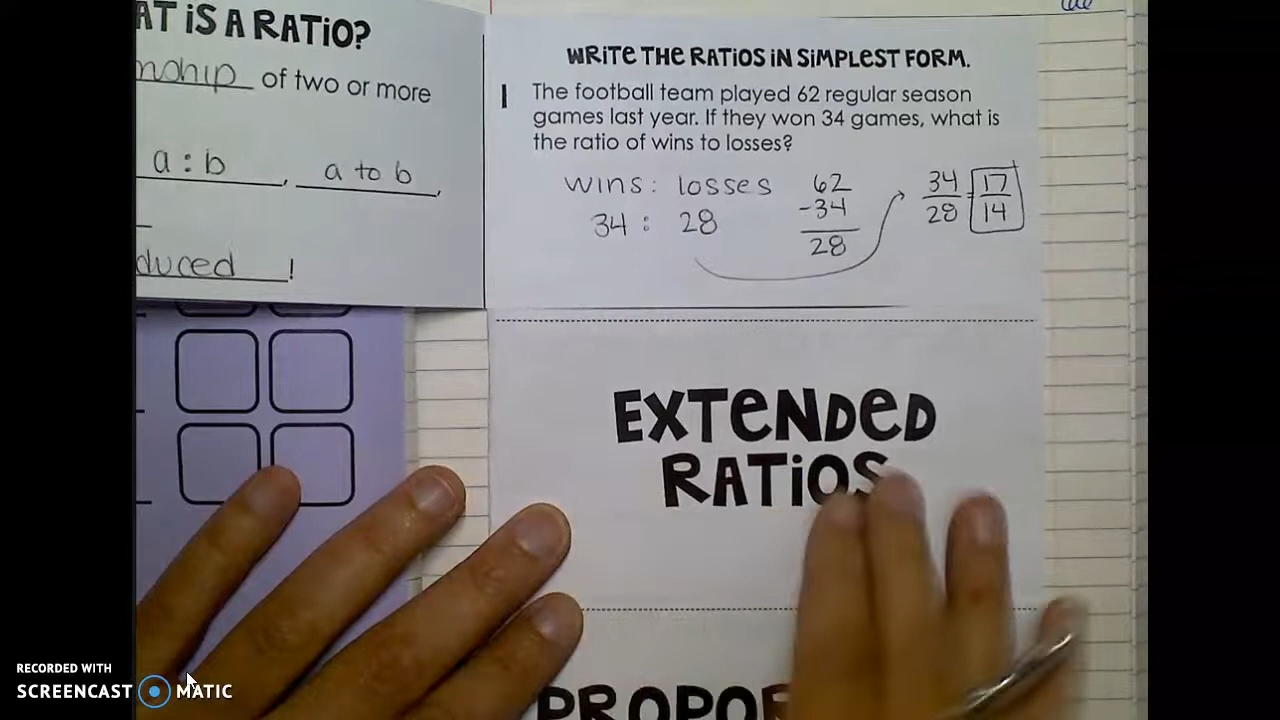 AT IS A RATIO?
of two or more
a : b , a to b ,
duced !
WRITE THE RATIOS IN SIMPLEST FORM.
1 The football team played 62 regular season
games last year. If they won 34 games, what is
the ratio of wins to losses?
wins : losses
34 : 28
62
-34
28
34/28 = 17/14
EXTENDED
RATIOS
PROPOR
RECORDED WITH
SCREENCAST MATIC